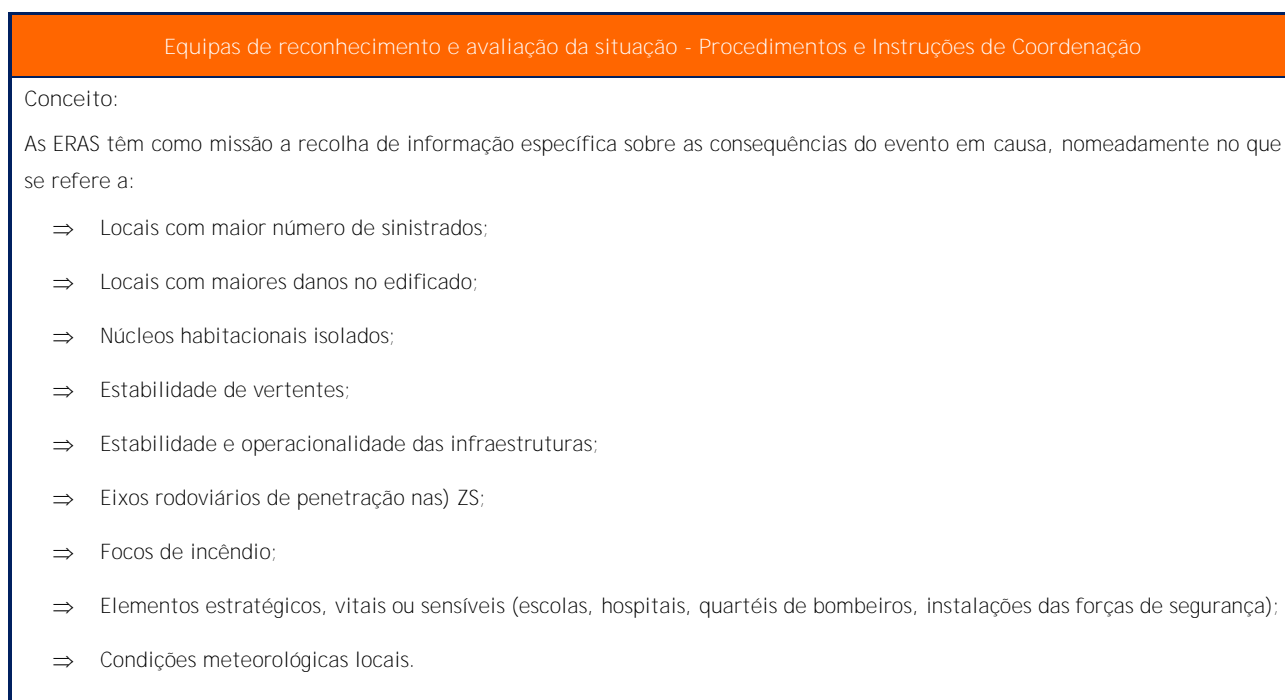 Equipas de reconhecimento e avaliação da situação - Procedimentos e Instruções de Coordenação
Conceito:
As ERAS têm como missão a recolha de informação específica sobre as consequências do evento em causa, nomeadamente no que
se refere a:
⇒ Locais com maior número de sinistrados;
⇒ Locais com maiores danos no edificado;
⇒ Núcleos habitacionais isolados;
⇒ Estabilidade de vertentes;
⇒ Estabilidade e operacionalidade das infraestruturas;
⇒ Eixos rodoviários de penetração nas) ZS;
⇒ Focos de incêndio;
⇒ Elementos estratégicos, vitais ou sensíveis (escolas, hospitais, quartéis de bombeiros, instalações das forças de segurança);
⇒ Condições meteorológicas locais.